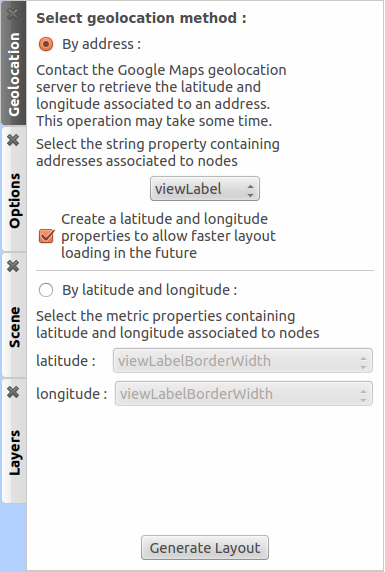 Geolocation
Options
Scene
Layers
Select geolocation method :
By address :
Contact the Google Maps geolocation
server to retrieve the latitude and
longitude associated to an address.
This operation may take some time.
Select the string property containing
addresses associated to nodes
viewLabel
Create a latitude and longitude
properties to allow faster layout
loading in the future
By latitude and longitude :
Select the metric properties containing
latitude and longitude associated to nodes
latitude : viewLabelBorderWidth
longitude : viewLabelBorderWidth
Generate Layout